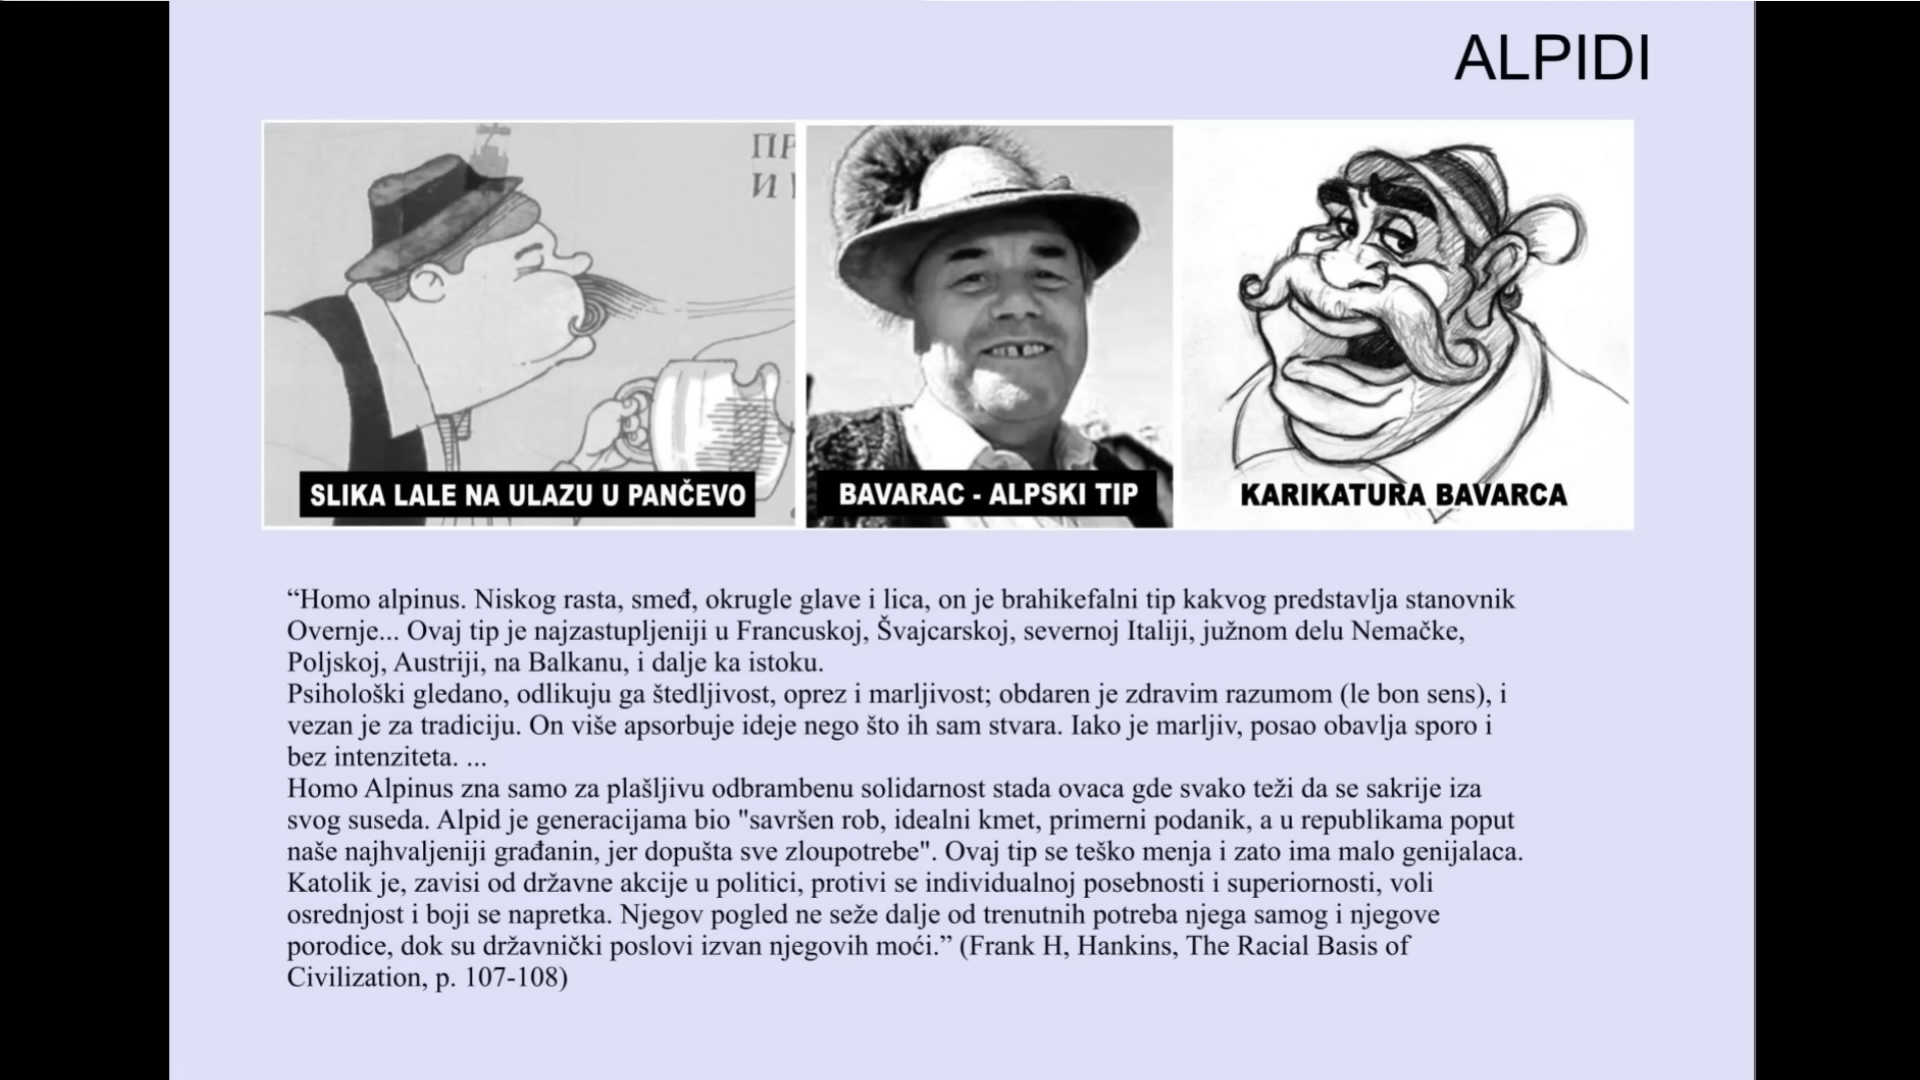 ALPIDI
ПР
И
SLIKA LALE NA ULAZU U PANČEVO
BAVARAC - ALPSKI TIP
KARIKATURA BAVARCA
“Homo alpinus. Niskog rasta, smeđ, okrugle glave i lica, on je brahikefalni tip kakvog predstavlja stanovnik
Overnje... Ovaj tip je najzastupljeniji u Francuskoj, Švajcarskoj, severnoj Italiji, južnom delu Nemačke,
Poljskoj, Austriji, na Balkanu, i dalje ka istoku.
Psihološki gledano, odlikuju ga štedljivost, oprez i marljivost; obdaren je zdravim razumom (le bon sens), i
vezan je za tradiciju. On više apsorbuje ideje nego što ih sam stvara. Iako je marljiv, posao obavlja sporo i
bez intenziteta. ...
Homo Alpinus zna samo za plašljivu odbrambenu solidarnost stada ovaca gde svako teži da se sakrije iza
svog suseda. Alpid je generacijama bio "savršen rob, idealni kmet, primerni podanik, a u republikama poput
naše najhvaljeniji građanin, jer dopušta sve zloupotrebe". Ovaj tip se teško menja i zato ima malo genijalaca.
Katolik je, zavisi od državne akcije u politici, protivi se individualnoj posebnosti i superiornosti, voli
osrednjost i boji se napretka. Njegov pogled ne seže dalje od trenutnih potreba njega samog i njegove
porodice, dok su državnički poslovi izvan njegovih moći.” (Frank H, Hankins, The Racial Basis of
Civilization, p. 107-108)